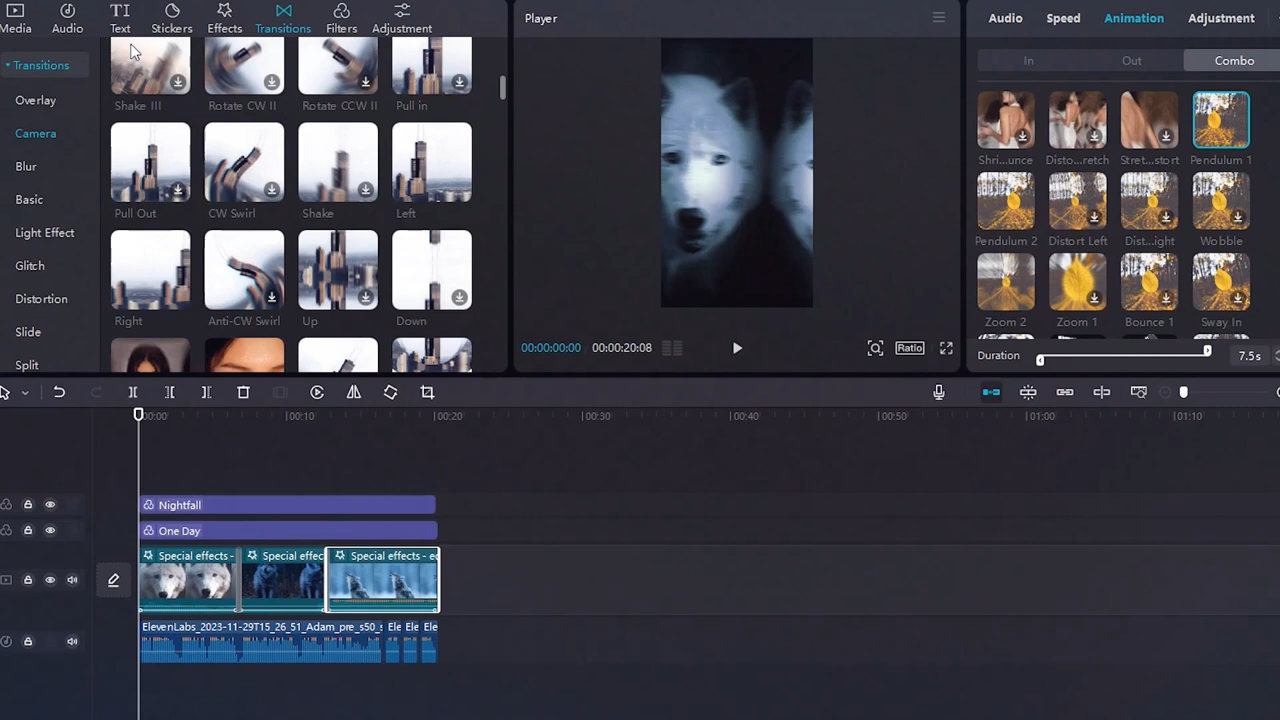 Media Audio Text Stickers Effects Transitions Filters Adjustment
Transitions
Overlay
Camera
Blur
Basic
Light Effect
Glitch
Distortion
Slide
Split
Shake III Rotate CW II Rotate CCW II Pull in
Pull Out CW Swirl Shake Left
Right Anti-CW Swirl Up Down
Player
00:00:00:00 00:00:20:08
Ratio
Audio Speed Animation Adjustment
In Out Combo
Shri...unce Disto...retch Stret...stort Pendulum 1
Pendulum 2 Distort Left Dist...ight Wobble
Zoom 2 Zoom 1 Bounce 1 Sway In
Duration 7.5s
00:00 00:10 00:20 00:30 00:40 00:50 01:00 01:10
Nightfall
One Day
Special effects - Special effec Special effects - ed
ElevenLabs_2023-11-29T15_26_51_Adam_pre_s50_s Ele Ele Ele